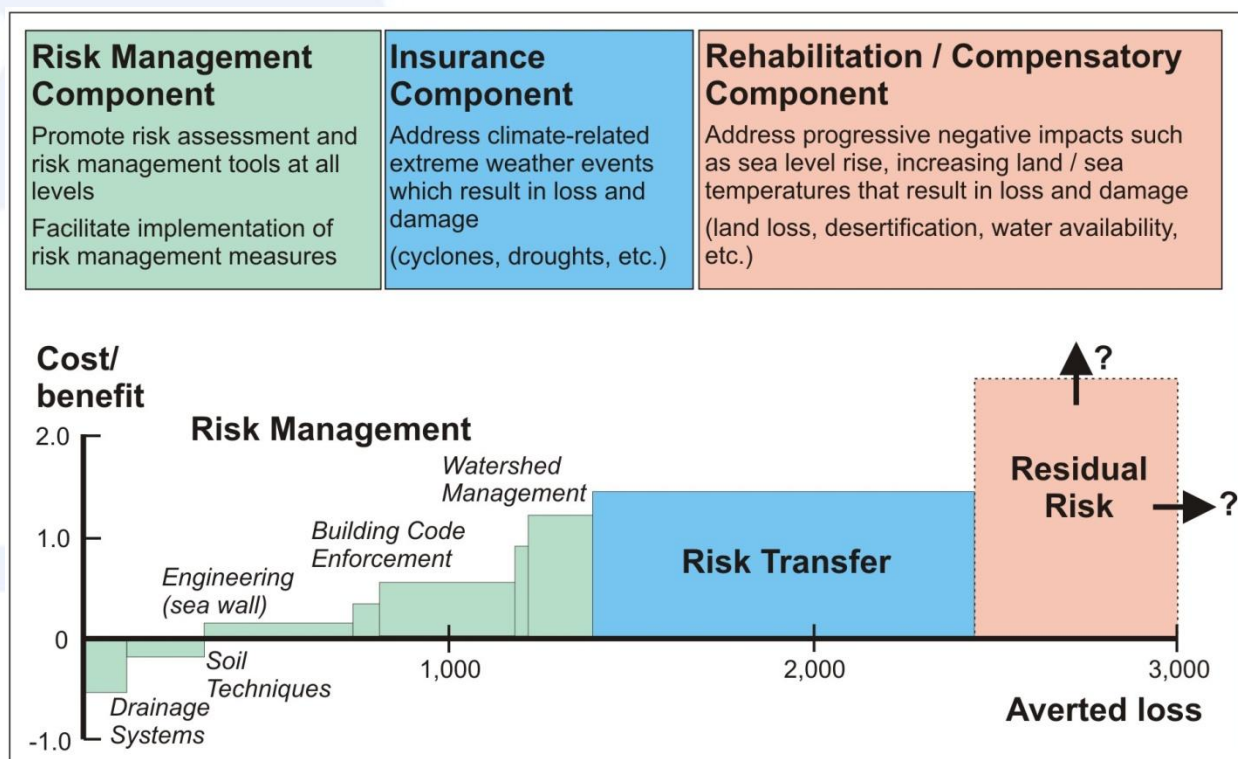 Risk Management
Component
Promote risk assessment and
risk management tools at all
levels
Facilitate implementation of
risk management measures
Insurance
Component
Address climate-related
extreme weather events
which result in loss and
damage
(cyclones, droughts, etc.)
Rehabilitation / Compensatory
Component
Address progressive negative impacts such
as sea level rise, increasing land / sea
temperatures that result in loss and damage
(land loss, desertification, water availability,
etc.)
Cost/
benefit
2.0
1.0
0
-1.0
Risk Management
Drainage
Systems
Soil
Techniques
Engineering
(sea wall)
Building Code
Enforcement
Watershed
Management
Risk Transfer
Residual
Risk
?
?
1,000
2,000
3,000
Averted loss